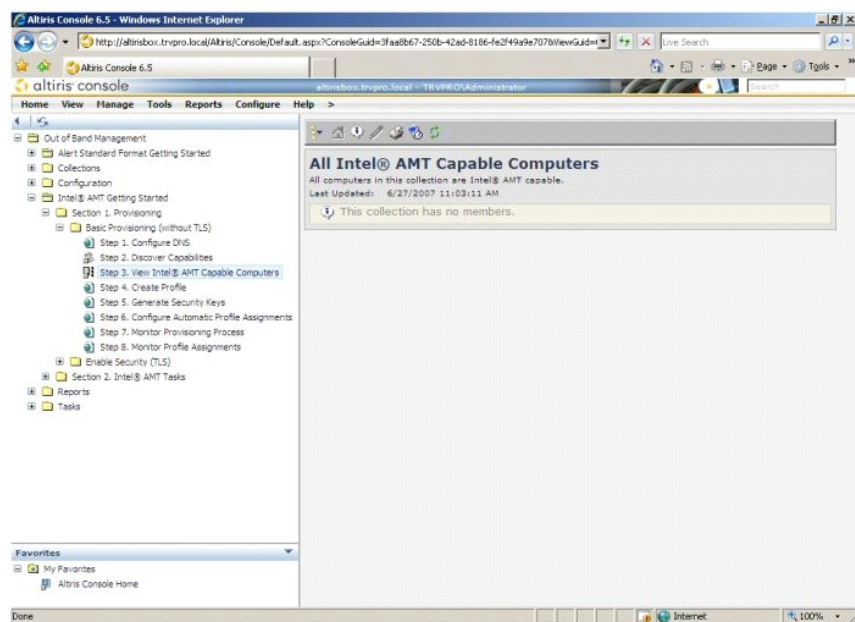 Altiris Console 6.5 - Windows Internet Explorer
http://altirisbox.trvpro.local/Altiris/Console/Default.aspx?ConsoleGuid=3faa8b67-250b-42ad-8186-fe2f49a9e707&ViewGuid=
Live Search
Altiris Console 6.5
Page
Tools
altiris console
altirisbox.trvpro.local - TRVPRO\Administrator
Search
Home View Manage Tools Reports Configure Help >
Out of Band Management
Alert Standard Format Getting Started
Collections
Configuration
Intel® AMT Getting Started
Section 1. Provisioning
Basic Provisioning (without TLS)
Step 1. Configure DNS
Step 2. Discover Capabilities
Step 3. View Intel® AMT Capable Computers
Step 4. Create Profile
Step 5. Generate Security Keys
Step 6. Configure Automatic Profile Assignments
Step 7. Monitor Provisioning Process
Step 8. Monitor Profile Assignments
Enable Security (TLS)
Section 2. Intel® AMT Tasks
Reports
Tasks
All Intel® AMT Capable Computers
All computers in this collection are Intel® AMT capable.
Last Updated: 6/27/2007 11:03:11 AM
This collection has no members.
Favorites
My Favorites
Altiris Console Home
Done
Internet
100%